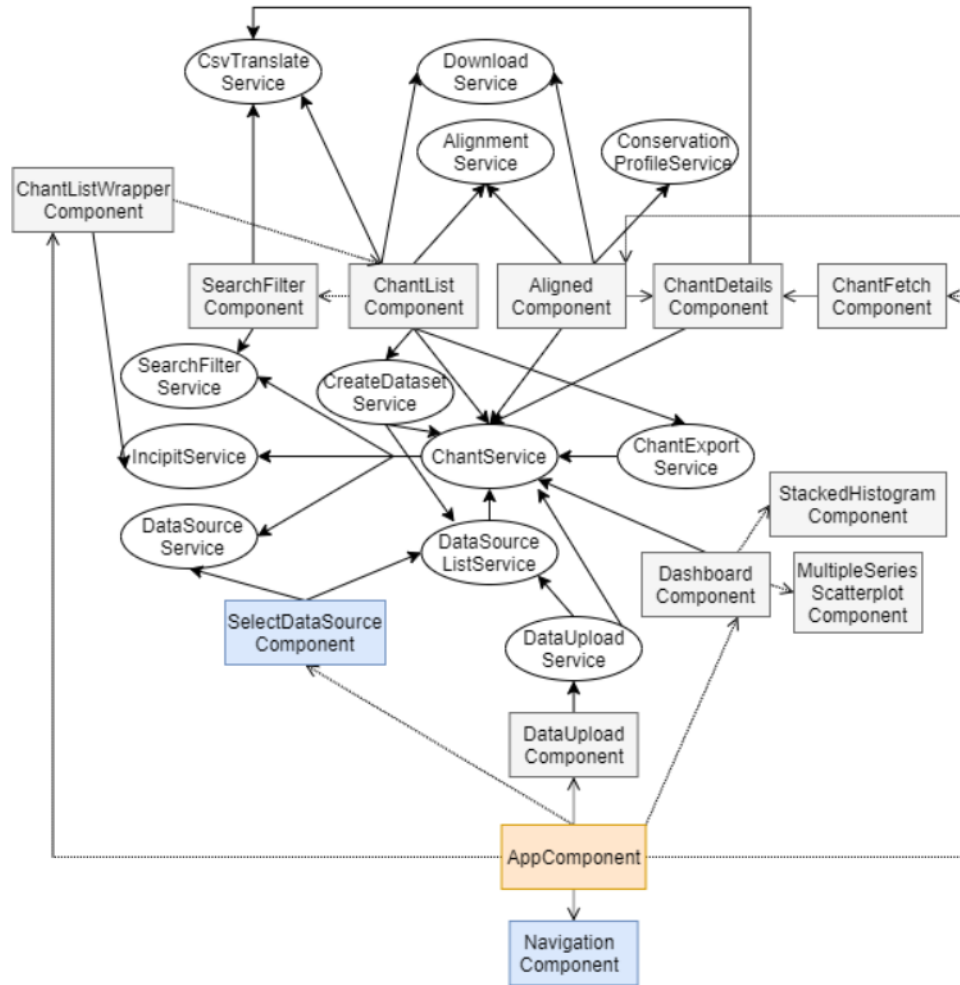 CsvTranslate
Service
Download
Service
Alignment
Service
Conservation
ProfileService
ChantListWrapper
Component
SearchFilter
Component
ChantList
Component
Aligned
Component
ChantDetails
Component
ChantFetch
Component
SearchFilter
Service
CreateDataset
Service
IncipitService
ChantService
ChantExport
Service
DataSource
Service
DataSource
ListService
StackedHistogram
Component
Dashboard
Component
MultipleSeries
Scatterplot
Component
SelectDataSource
Component
DataUpload
Service
DataUpload
Component
AppComponent
Navigation
Component